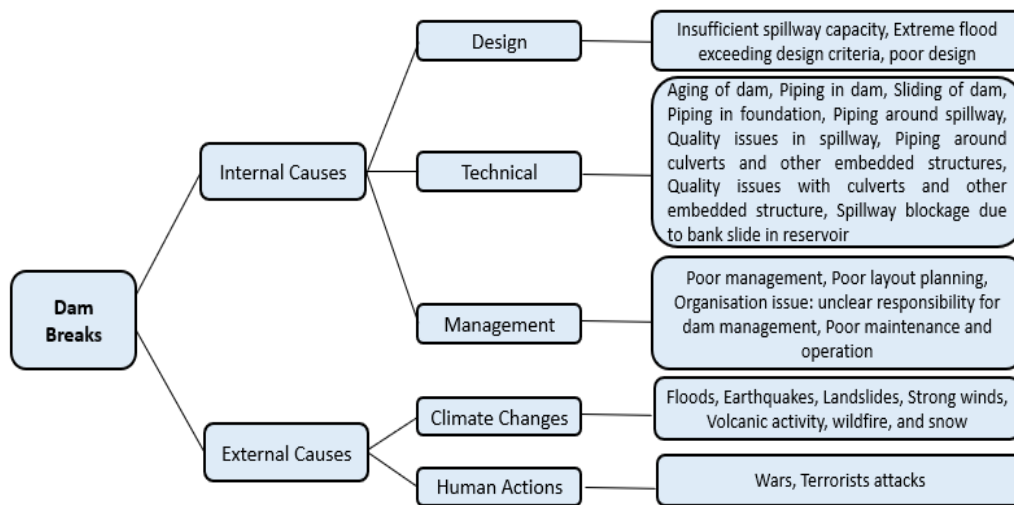 Dam
Breaks
Internal Causes
Design
Insufficient spillway capacity, Extreme flood
exceeding design criteria, poor design
Technical
Aging of dam, Piping in dam, Sliding of dam,
Piping in foundation, Piping around spillway,
Quality issues in spillway, Piping around
culverts and other embedded structures,
Quality issues with culverts and other
embedded structure, Spillway blockage due
to bank slide in reservoir
Management
Poor management, Poor layout planning,
Organisation issue: unclear responsibility for
dam management, Poor maintenance and
operation
External Causes
Climate Changes
Floods, Earthquakes, Landslides, Strong winds,
Volcanic activity, wildfire, and snow
Human Actions
Wars, Terrorists attacks